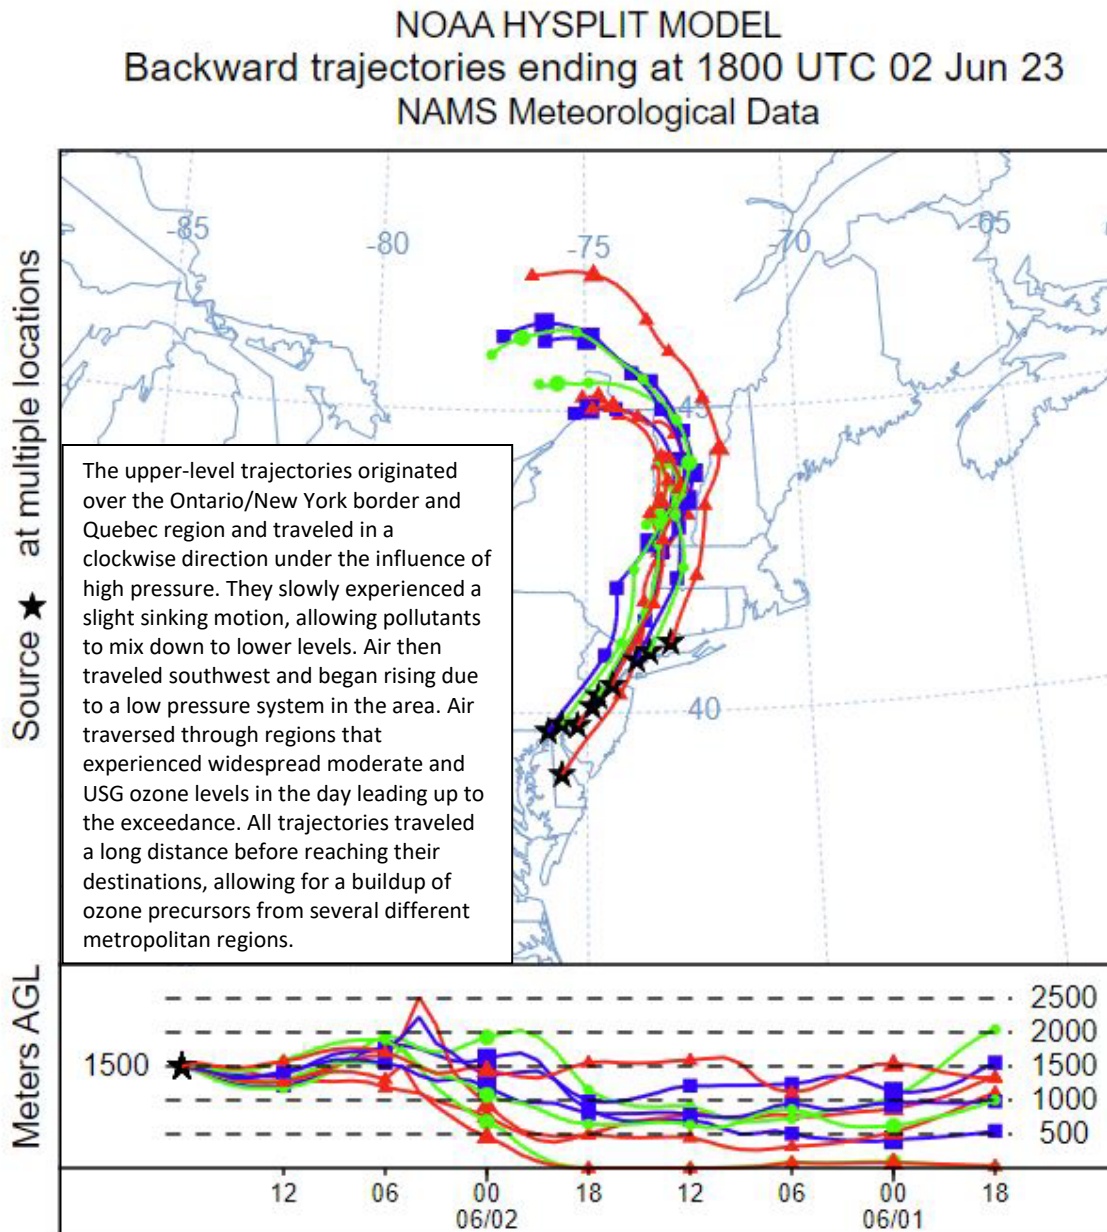 NOAA HYSPLIT MODEL
Backward trajectories ending at 1800 UTC 02 Jun 23
NAMS Meteorological Data
Source ★ at multiple locations
-85
-80
-75
-70
-65
45
40
The upper-level trajectories originated
over the Ontario/New York border and
Quebec region and traveled in a
clockwise direction under the influence of
high pressure. They slowly experienced a
slight sinking motion, allowing pollutants
to mix down to lower levels. Air then
traveled southwest and began rising due
to a low pressure system in the area. Air
traversed through regions that
experienced widespread moderate and
USG ozone levels in the day leading up to
the exceedance. All trajectories traveled
a long distance before reaching their
destinations, allowing for a buildup of
ozone precursors from several different
metropolitan regions.
Meters AGL
1500
2500
2000
1500
1000
500
12 06 00 18 12 06 00 18
06/02 06/01